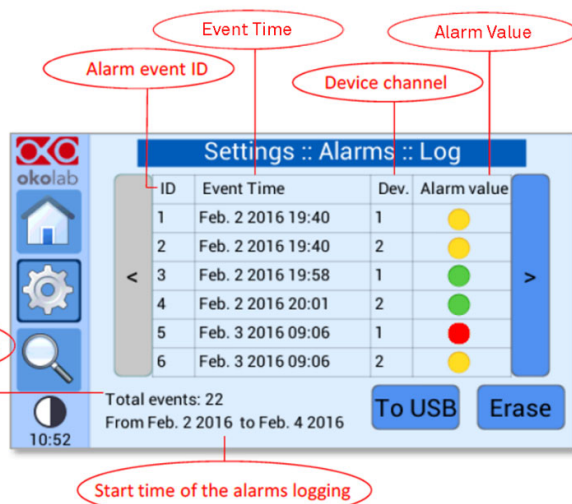 Event Time
Alarm Value
Alarm event ID
Device channel
okolab
Settings :: Alarms :: Log
ID Event Time Dev. Alarm value
1 Feb. 2 2016 19:40 1
2 Feb. 2 2016 19:40 2
3 Feb. 2 2016 19:58 1
4 Feb. 2 2016 20:01 2
5 Feb. 3 2016 09:06 1
6 Feb. 3 2016 09:06 2
<
>
Total events: 22
From Feb. 2 2016 to Feb. 4 2016
To USB
Erase
10:52
Start time of the alarms logging